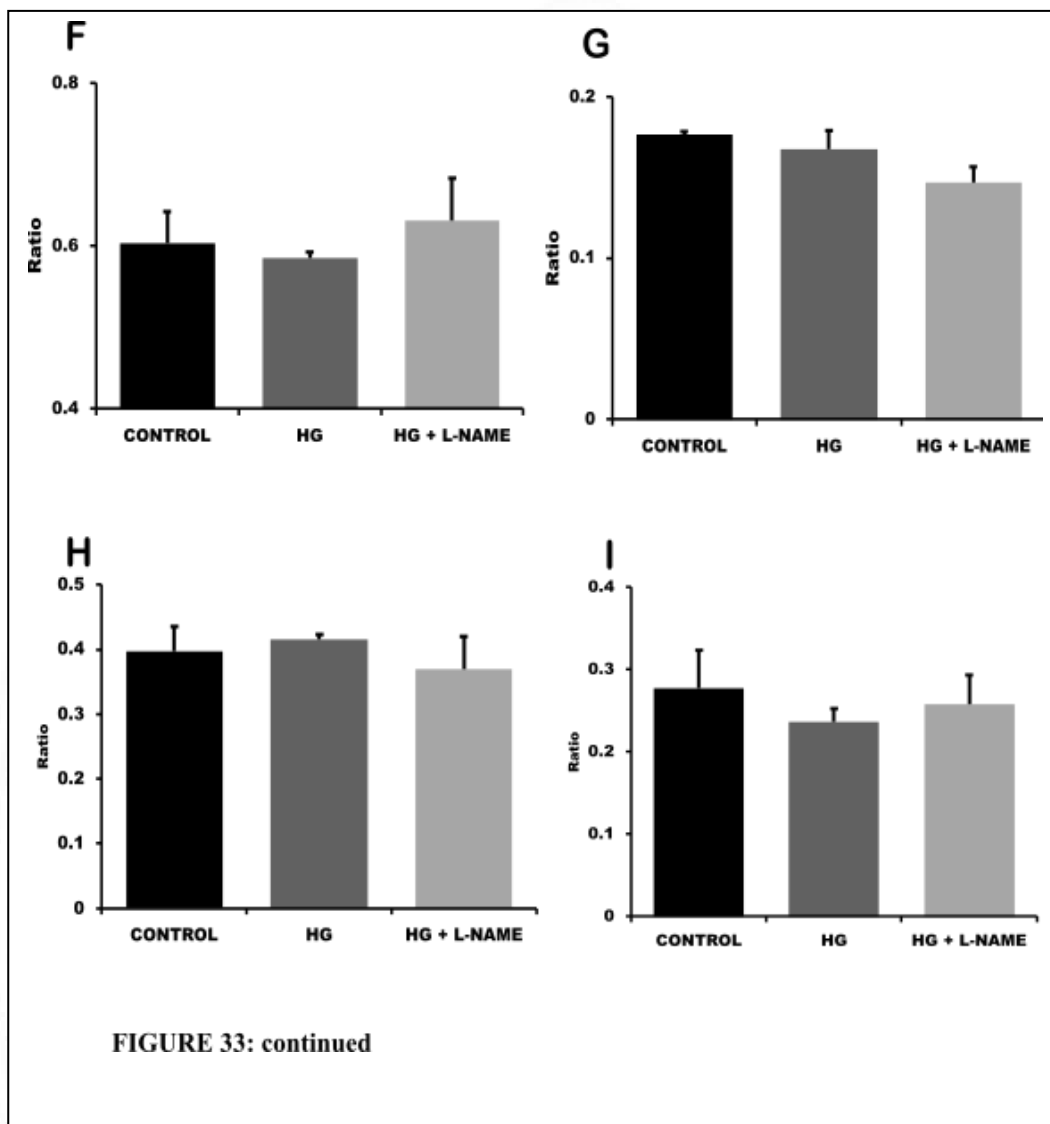 F
0.8
0.6
0.4
Ratio
CONTROL HG HG + L-NAME
G
0.2
0.1
0
Ratio
CONTROL HG HG + L-NAME
H
0.5
0.4
0.3
0.2
0.1
0
Ratio
CONTROL HG HG + L-NAME
I
0.4
0.3
0.2
0.1
0
Ratio
CONTROL HG HG + L-NAME
FIGURE 33: continued